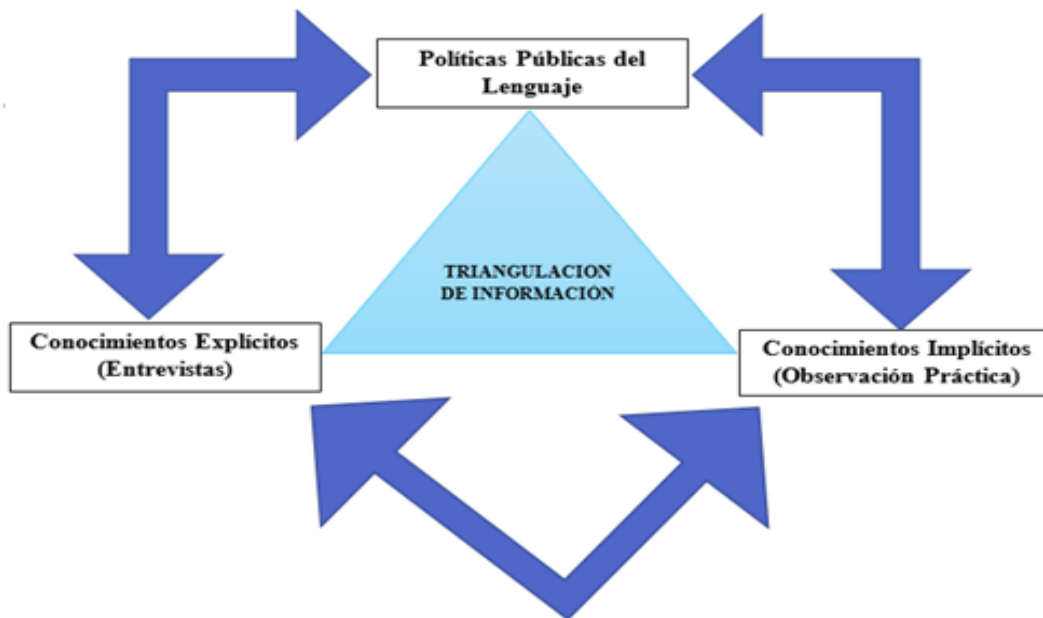 Políticas Públicas del
Lenguaje
TRIANGULACION
DE INFORMACIÓN
Conocimientos Explícitos
(Entrevistas)
Conocimientos Implícitos
(Observación Práctica)